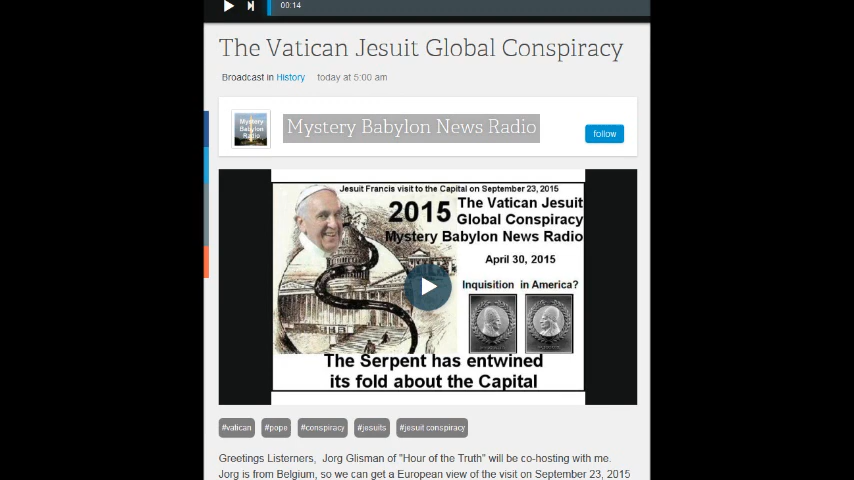 00:14
The Vatican Jesuit Global Conspiracy
Broadcast in History today at 5:00 am
Mystery
Babylon
Radio
Mystery Babylon News Radio
follow
Jesuit Francis visit to the Capital on September 23, 2015
2015
The Vatican Jesuit
Global Conspiracy
Mystery Babylon News Radio
April 30, 2015
Inquisition in America?
The Serpent has entwined
its fold about the Capital
#vatican #pope #conspiracy #jesuits #jesuit conspiracy
Greetings Listerners, Jorg Glisman of "Hour of the Truth" will be co-hosting with me.
Jorg is from Belgium, so we can get a European view of the visit on September 23, 2015